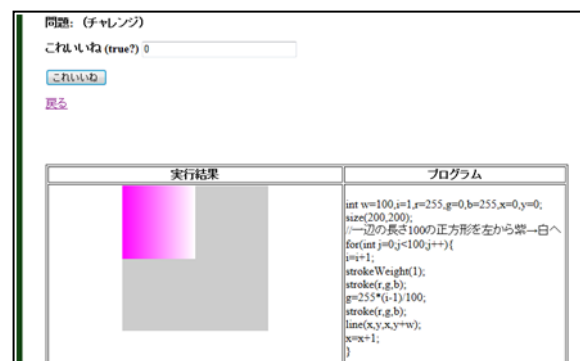 問題: （チャレンジ）
これいいね (true?) 0
これいいね
戻る
実行結果
プログラム
int w=100,i=1,r=255,g=0,b=255,x=0,y=0;
size(200,200);
//一辺の長さ100の正方形を左から紫→白へ
for(int j=0;j<100;j++){
i=i+1;
strokeWeight(1);
stroke(r,g,b);
g=255*(i-1)/100;
stroke(r,g,b);
line(x,y,x,y+w);
x=x+1;
}